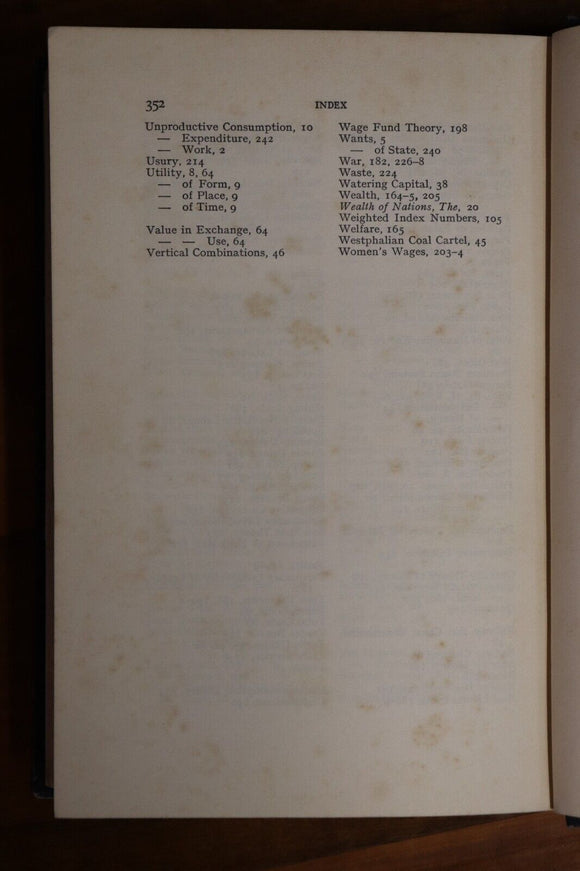 352
INDEX
Unproductive Consumption, 10
— Expenditure, 242
— Work, 2
Usury, 214
Utility, 8, 64
— of Form, 9
— of Place, 9
— of Time, 9
Value in Exchange, 64
— — Use, 64
Vertical Combinations, 46
Wage Fund Theory, 198
Wants, 5
— of State, 240
War, 182, 226–8
Waste, 224
Watering Capital, 38
Wealth, 164–5, 205
Wealth of Nations, The, 20
Weighted Index Numbers, 105
Welfare, 165
Westphalian Coal Cartel, 45
Women's Wages, 203–4